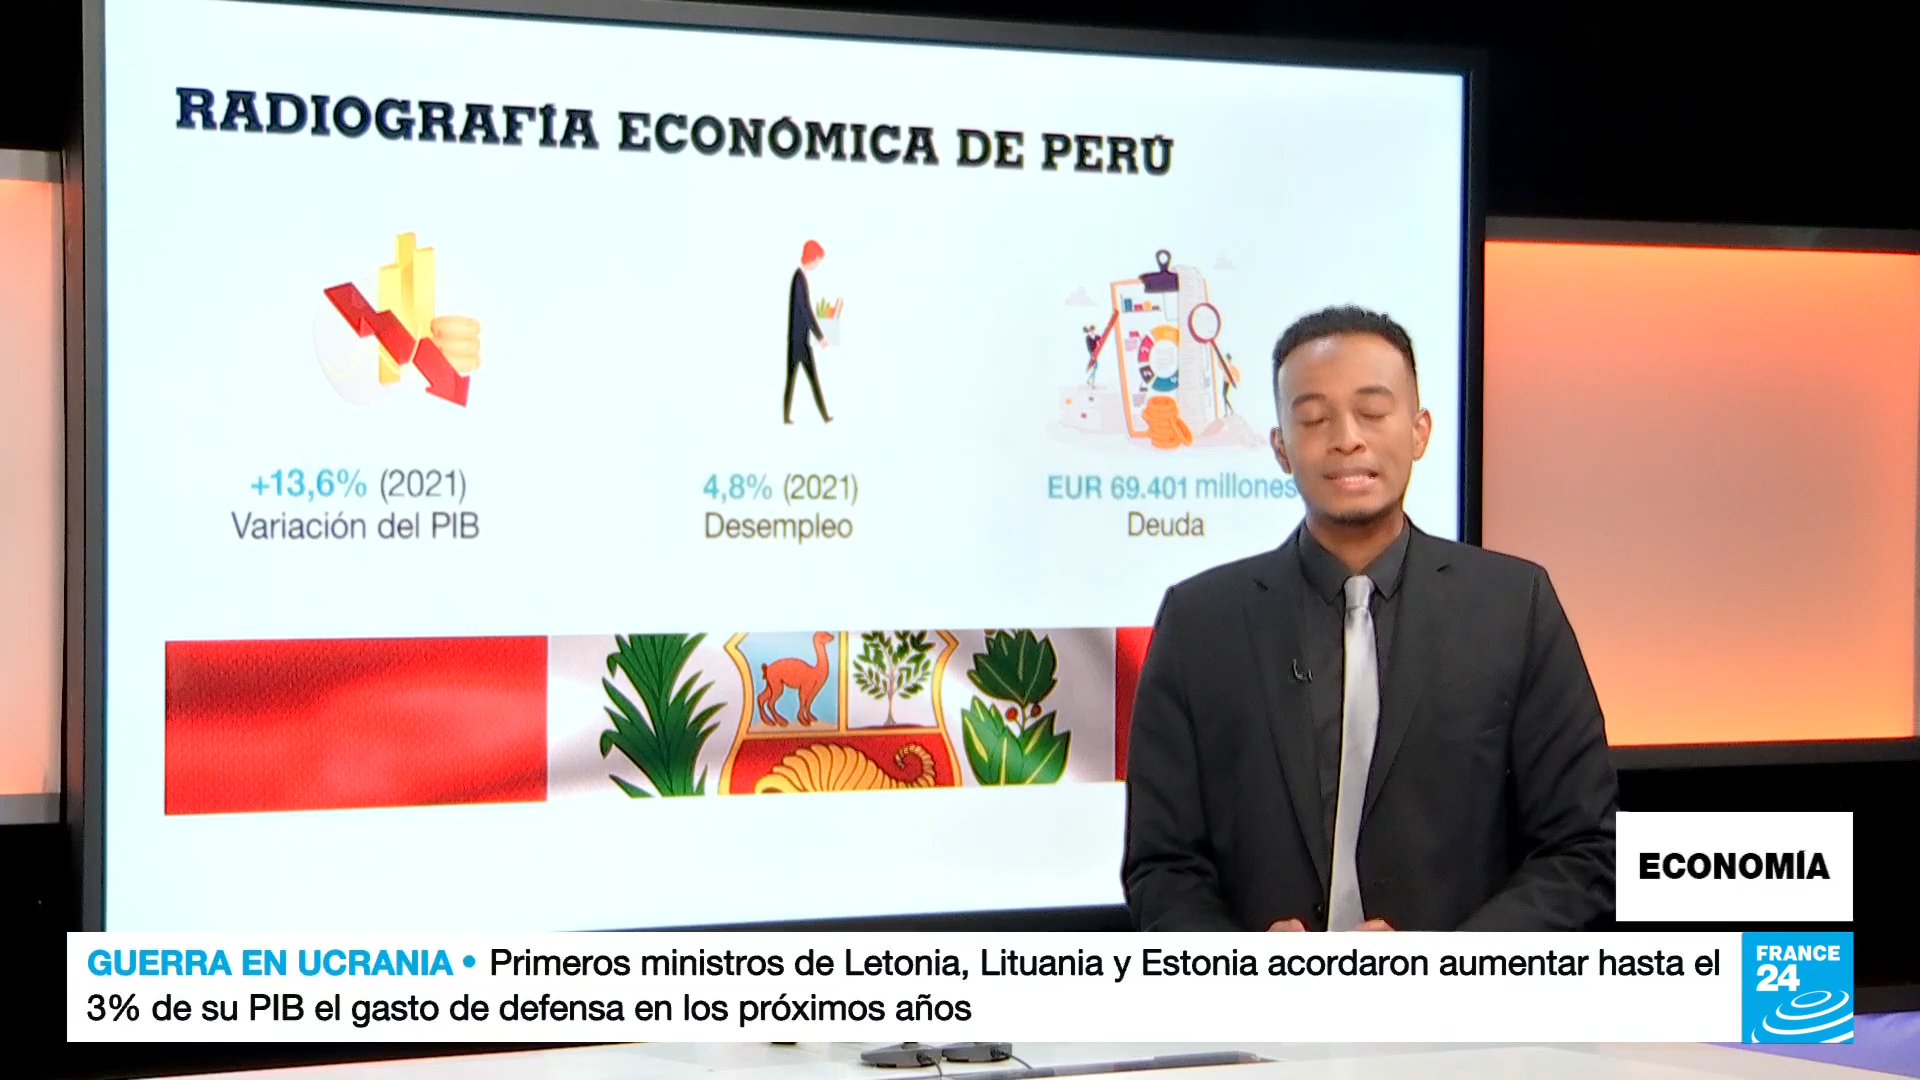 RADIOGRAFÍA ECONÓMICA DE PERÚ
+13,6% (2021)
Variación del PIB
4,8% (2021)
Desempleo
EUR 69.401 millones
Deuda
ECONOMÍA
GUERRA EN UCRANIA • Primeros ministros de Letonia, Lituania y Estonia acordaron aumentar hasta el
3% de su PIB el gasto de defensa en los próximos años
FRANCE
24